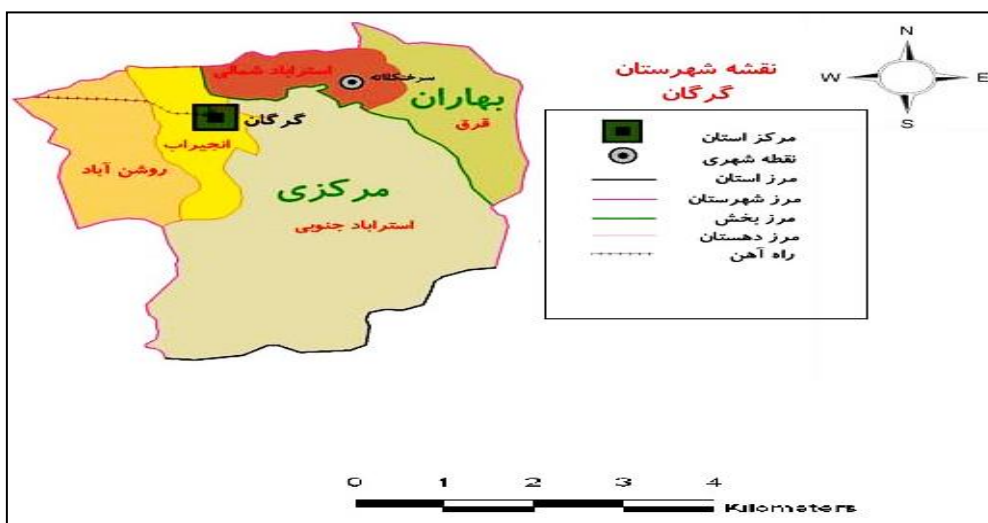 نقشه شهرستان
گرگان
مرکز استان
نقطه شهری
مرز استان
مرز شهرستان
مرز بخش
مرز دهستان
راه آهن
N
W
E
S
استراباد شمالی
سرخنکلاته
بهاران
قرق
گرگان
انجیراب
روشن آباد
مرکزی
استراباد جنوبی
0 1 2 3 4
Kilometers